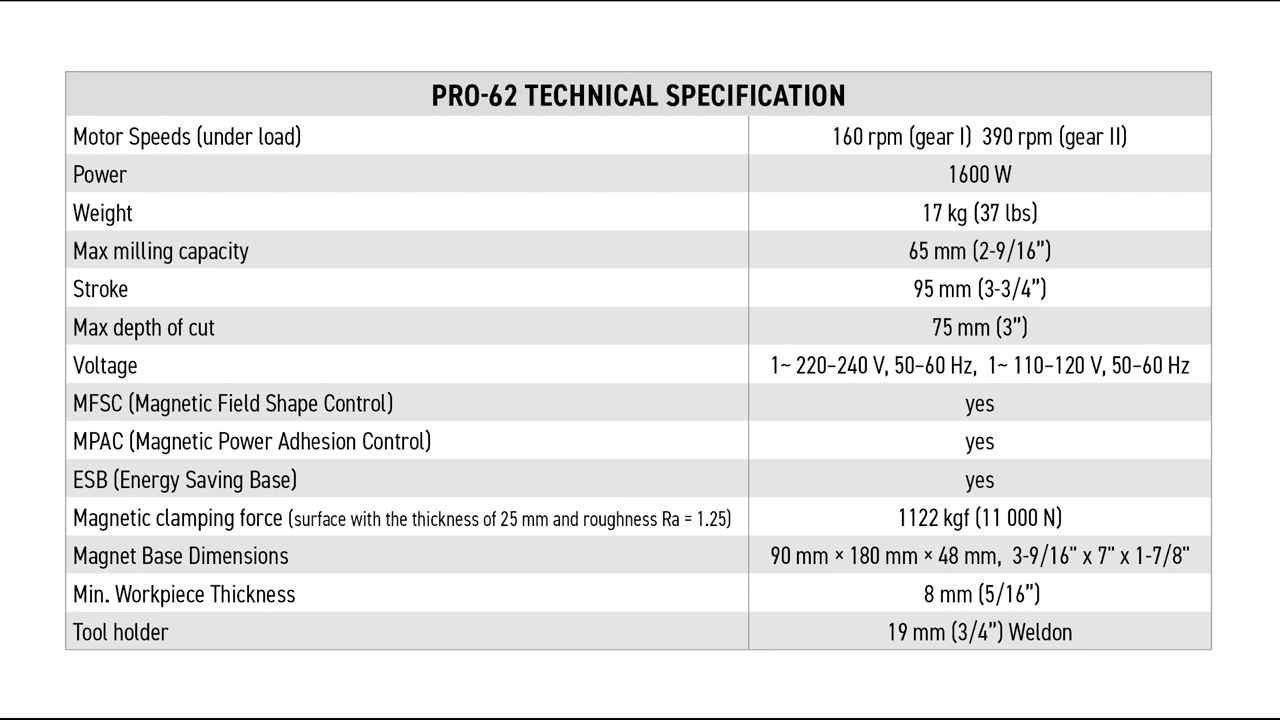 PRO-62 TECHNICAL SPECIFICATION
Motor Speeds (under load) 160 rpm (gear I) 390 rpm (gear II)
Power 1600 W
Weight 17 kg (37 lbs)
Max milling capacity 65 mm (2-9/16”)
Stroke 95 mm (3-3/4”)
Max depth of cut 75 mm (3”)
Voltage 1~ 220–240 V, 50–60 Hz, 1~ 110–120 V, 50–60 Hz
MFSC (Magnetic Field Shape Control) yes
MPAC (Magnetic Power Adhesion Control) yes
ESB (Energy Saving Base) yes
Magnetic clamping force (surface with the thickness of 25 mm and roughness Ra = 1.25) 1122 kgf (11 000 N)
Magnet Base Dimensions 90 mm × 180 mm × 48 mm, 3-9/16" x 7" x 1-7/8"
Min. Workpiece Thickness 8 mm (5/16”)
Tool holder 19 mm (3/4”) Weldon